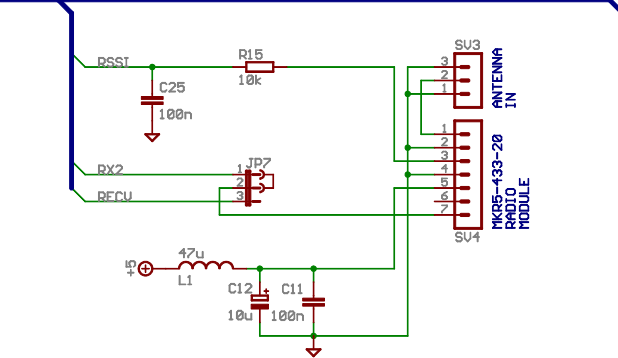 SV3
RSSI
R15
10k
3
2
1
ANTENNA
IN
C25
100n
1
2
3
4
5
6
7
MKR5-433-20
RADIO
MODULE
SV4
RX2
RECV
JP7
1
2
3
+5
47u
L1
C12
+
10u
C11
100n